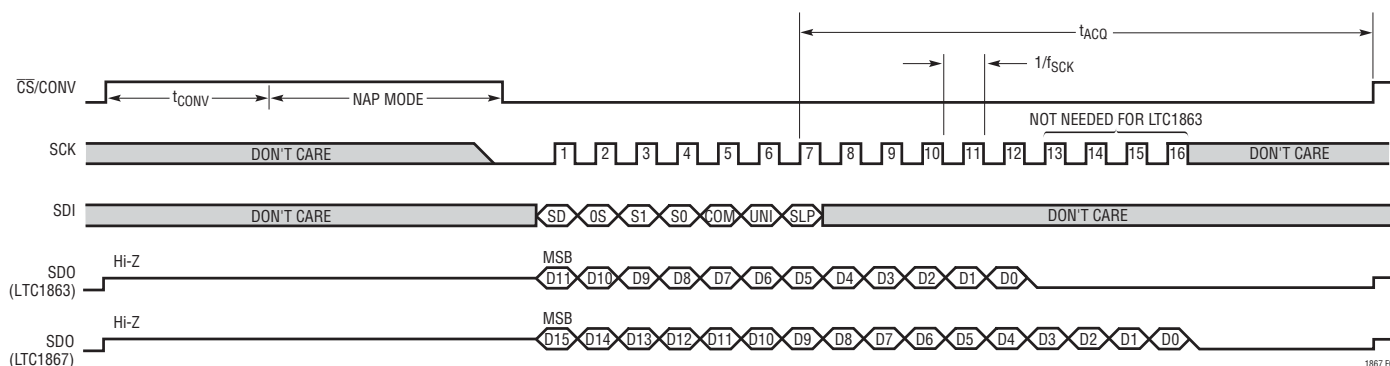 tACQ
1/fSCK
CS/CONV
tCONV
NAP MODE
NOT NEEDED FOR LTC1863
SCK
DON'T CARE
1 2 3 4 5 6 7 8 9 10 11 12 13 14 15 16
DON'T CARE
SDI
DON'T CARE
SD 0S S1 S0 COM UNI SLP
DON'T CARE
SDO
(LTC1863)
Hi-Z
MSB
D11 D10 D9 D8 D7 D6 D5 D4 D3 D2 D1 D0
SDO
(LTC1867)
Hi-Z
MSB
D15 D14 D13 D12 D11 D10 D9 D8 D7 D6 D5 D4 D3 D2 D1 D0
1867